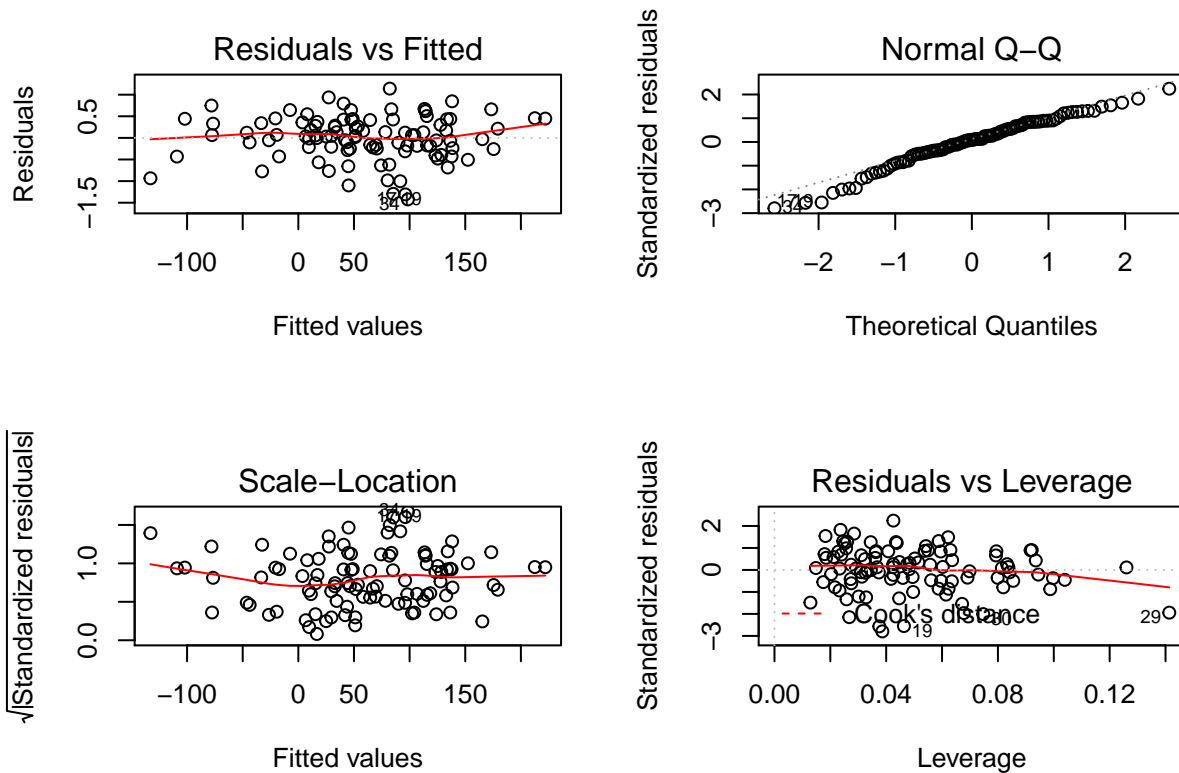 Residuals vs Fitted
Residuals
0.5
−1.5
−100 0 50 150
Fitted values
34
19
Normal Q−Q
Standardized residuals
2
0
−3
−2 −1 0 1 2
Theoretical Quantiles
34
Scale−Location
√|Standardized residuals|
1.0
0.0
−100 0 50 150
Fitted values
Residuals vs Leverage
Standardized residuals
2
0
−3
0.00 0.04 0.08 0.12
Leverage
Cook's distance
19
29